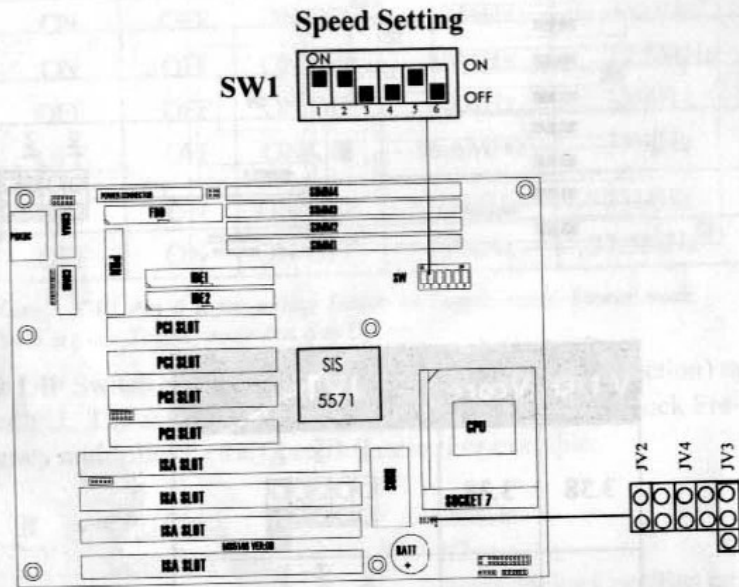 Speed Setting
SW1
ON
ON
OFF
1 2 3 4 5 6
POWER CONNECTOR
SIMM4
SIMM3
SIMM2
SIMM1
FDD
PRN
IDE1
IDE2
SW
PCI SLOT
PCI SLOT
PCI SLOT
PCI SLOT
SIS
5571
CPU
SOCKET 7
ISA SLOT
ISA SLOT
ISA SLOT
ISA SLOT
BIOS
BATT
+
JV2
JV4
JV3